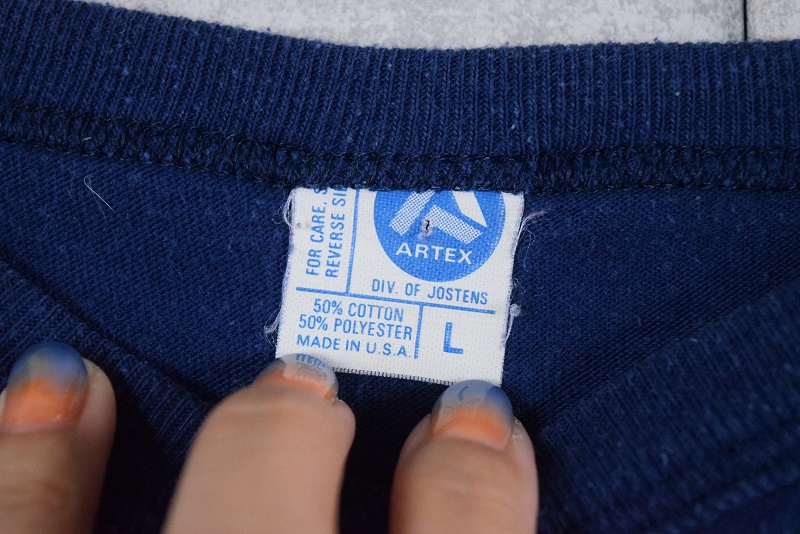 FOR CARE, S
REVERSE SI
ARTEX
DIV. OF JOSTENS
50% COTTON
50% POLYESTER
MADE IN U.S.A.
L